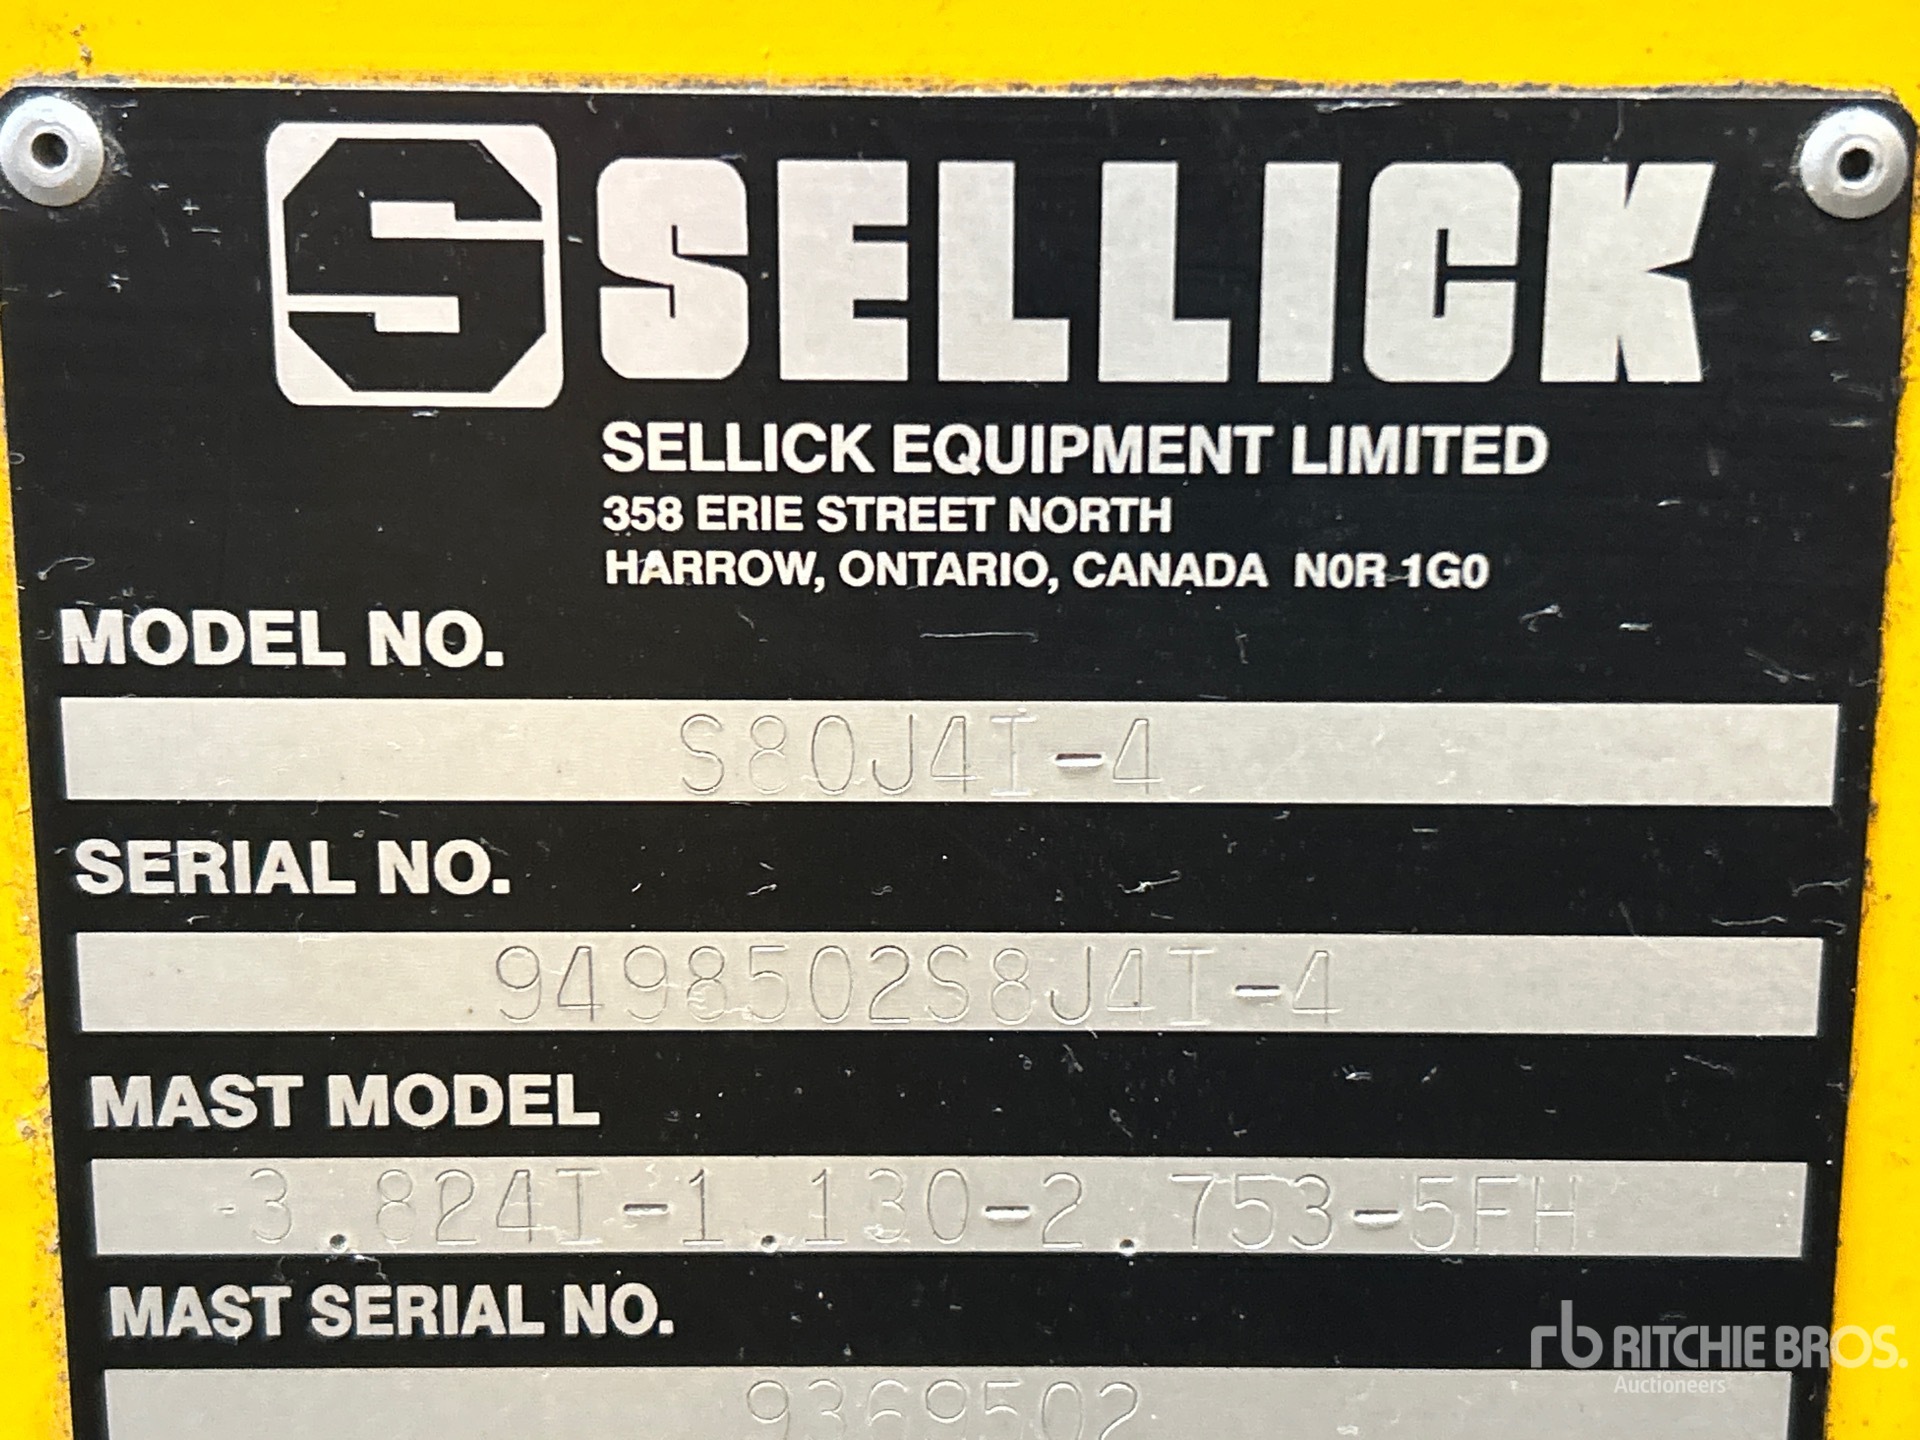 S SELLICK
SELLICK EQUIPMENT LIMITED
358 ERIE STREET NORTH
HARROW, ONTARIO, CANADA N0R 1G0
MODEL NO.
S80J4I-4
SERIAL NO.
9498502S8J4I-4
MAST MODEL
-3.824I-1.130-2.753-5FH
MAST SERIAL NO.
9369502
rb RITCHIE BROS.
Auctioneers